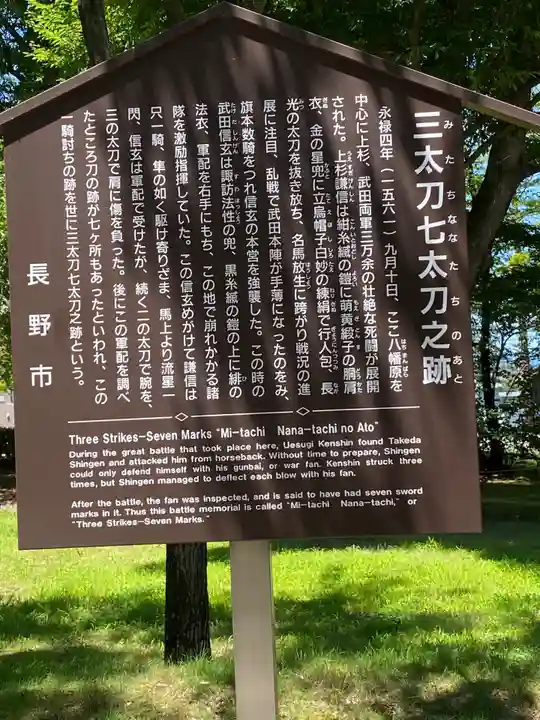 三太刀七太刀之跡
みたちななたちのあと
永禄四年（一五六一）九月十日、ここ八幡原を
中心に上杉、武田両軍三万余の壮絶な死闘が展開
された。上杉謙信は紺糸縅の鎧に萌黄緞子の胴肩
衣、金の星兜に立烏帽子白妙の練絹で行人包、長
光の太刀を抜き放ち、名馬放生に跨がり戦況の進
展に注目、乱戦で武田本陣が手薄になったのをみ、
旗本数騎をつれ信玄の本営を強襲した。この時の
武田信玄は諏訪法性の兜、黒糸縅の鎧の上に緋の
法衣、軍配を右手にもち、この地で崩れかかる諸
隊を激励指揮していた。この信玄めがけて謙信は
只一騎、隼の如く駆け寄りざま、馬上より流星一
閃、信玄は軍配で受けたが、続く二の太刀で腕を、
三の太刀で肩に傷を負った。後にこの軍配を調べ
たところ刀の跡が七ヶ所もあったといわれ、この
一騎討ちの跡を世に三太刀七太刀之跡という。
長野市
Three Strikes-Seven Marks "Mi-tachi Nana-tachi no Ato"
During the great battle that took place here, Uesugi Kenshin found Takeda
Shingen and attacked him from horseback. Without time to prepare, Shingen
could only defend himself with his gunbai, or war fan. Kenshin struck three
times, but Shingen managed to deflect each blow with his fan.
After the battle, the fan was inspected, and is said to have had seven sword
marks in it. Thus this battle memorial is called "Mi-tachi Nana-tachi," or
"Three Strikes-Seven Marks."